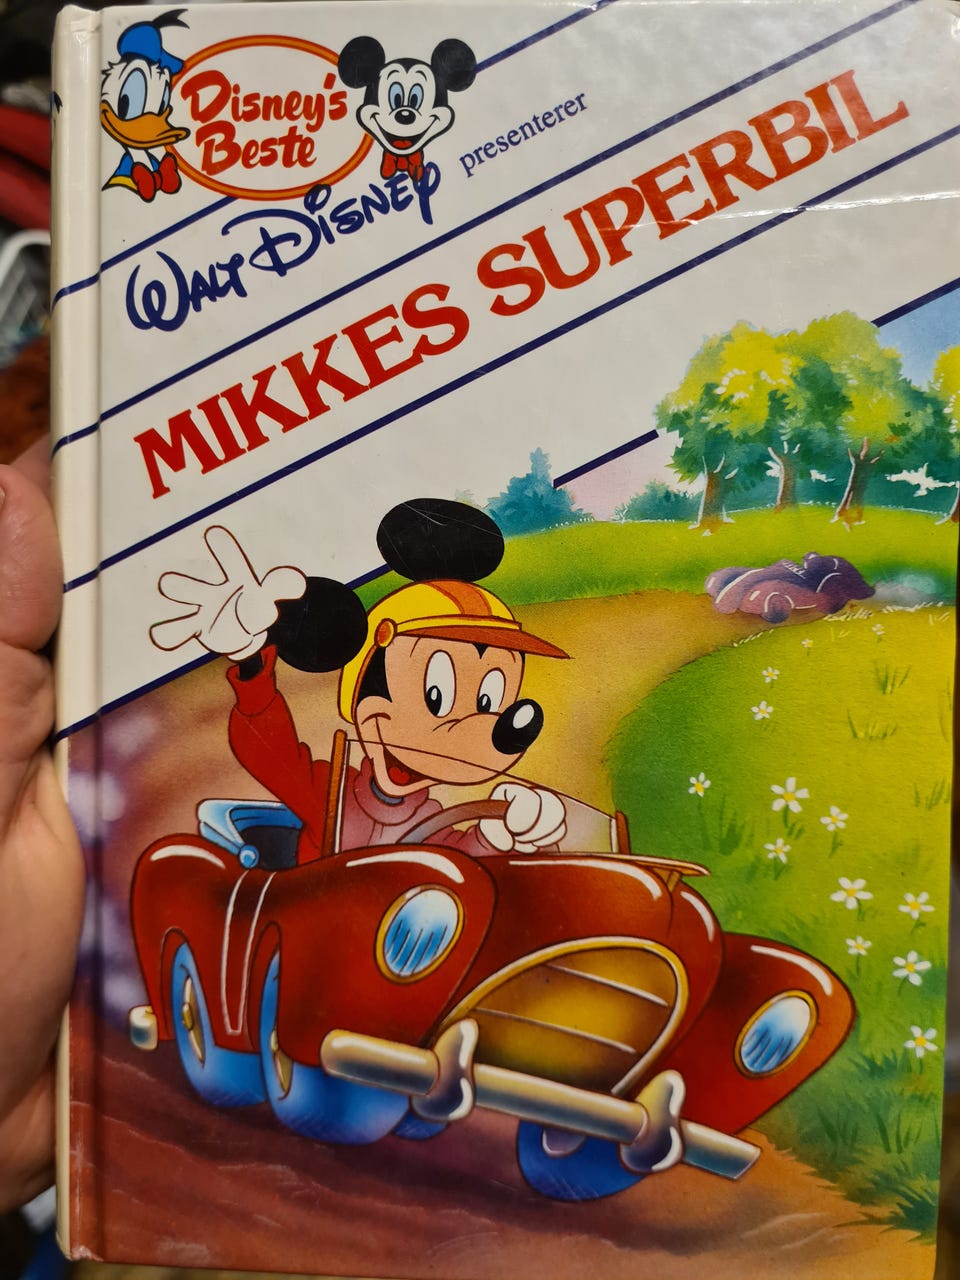 Disney's
Beste
WALT DISNEY presenterer
MIKKES SUPERBIL